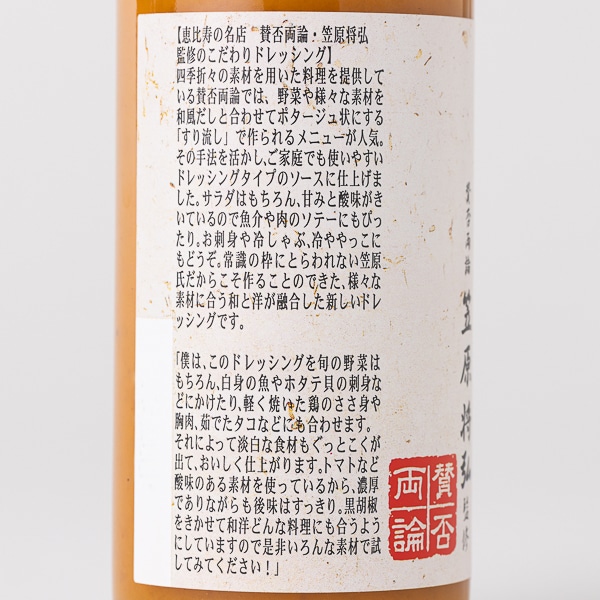 【恵比寿の名店　賛否両論・笠原将弘
監修のこだわりドレッシング】
四季折々の素材を用いた料理を提供して
いる賛否両論では、野菜や様々な素材を
和風だしと合わせてポタージュ状にする
「すり流し」で作られるメニューが人気。
その手法を活かし、ご家庭でも使いやすい
ドレッシングタイプのソースに仕上げまし
た。サラダはもちろん、甘みと酸味がき
いているので魚介や肉のソテーにもぴっ
たり。お刺身や冷しゃぶ、冷ややっこに
もどうぞ。常識の枠にとらわれない笠原
氏だからこそ作ることのできた、様々な
素材に合う和と洋が融合した新しいドレ
ッシングです。
「僕は、このドレッシングを旬の野菜は
もちろん、白身の魚やホタテ貝の刺身な
どにかけたり、軽く焼いた鶏のささ身や
胸肉、茹でたタコなどにも合わせます。
それによって淡白な食材もぐっとこくが
出て、おいしく仕上がります。トマトなど
酸味のある素材を使っているから、濃厚
でありながらも後味はすっきり。黒胡椒
をきかせて和洋どんな料理にも合うよう
にしていますので是非いろんな素材で試
してみてください!」
賛否両論
笠原将弘監修
賛否
両論